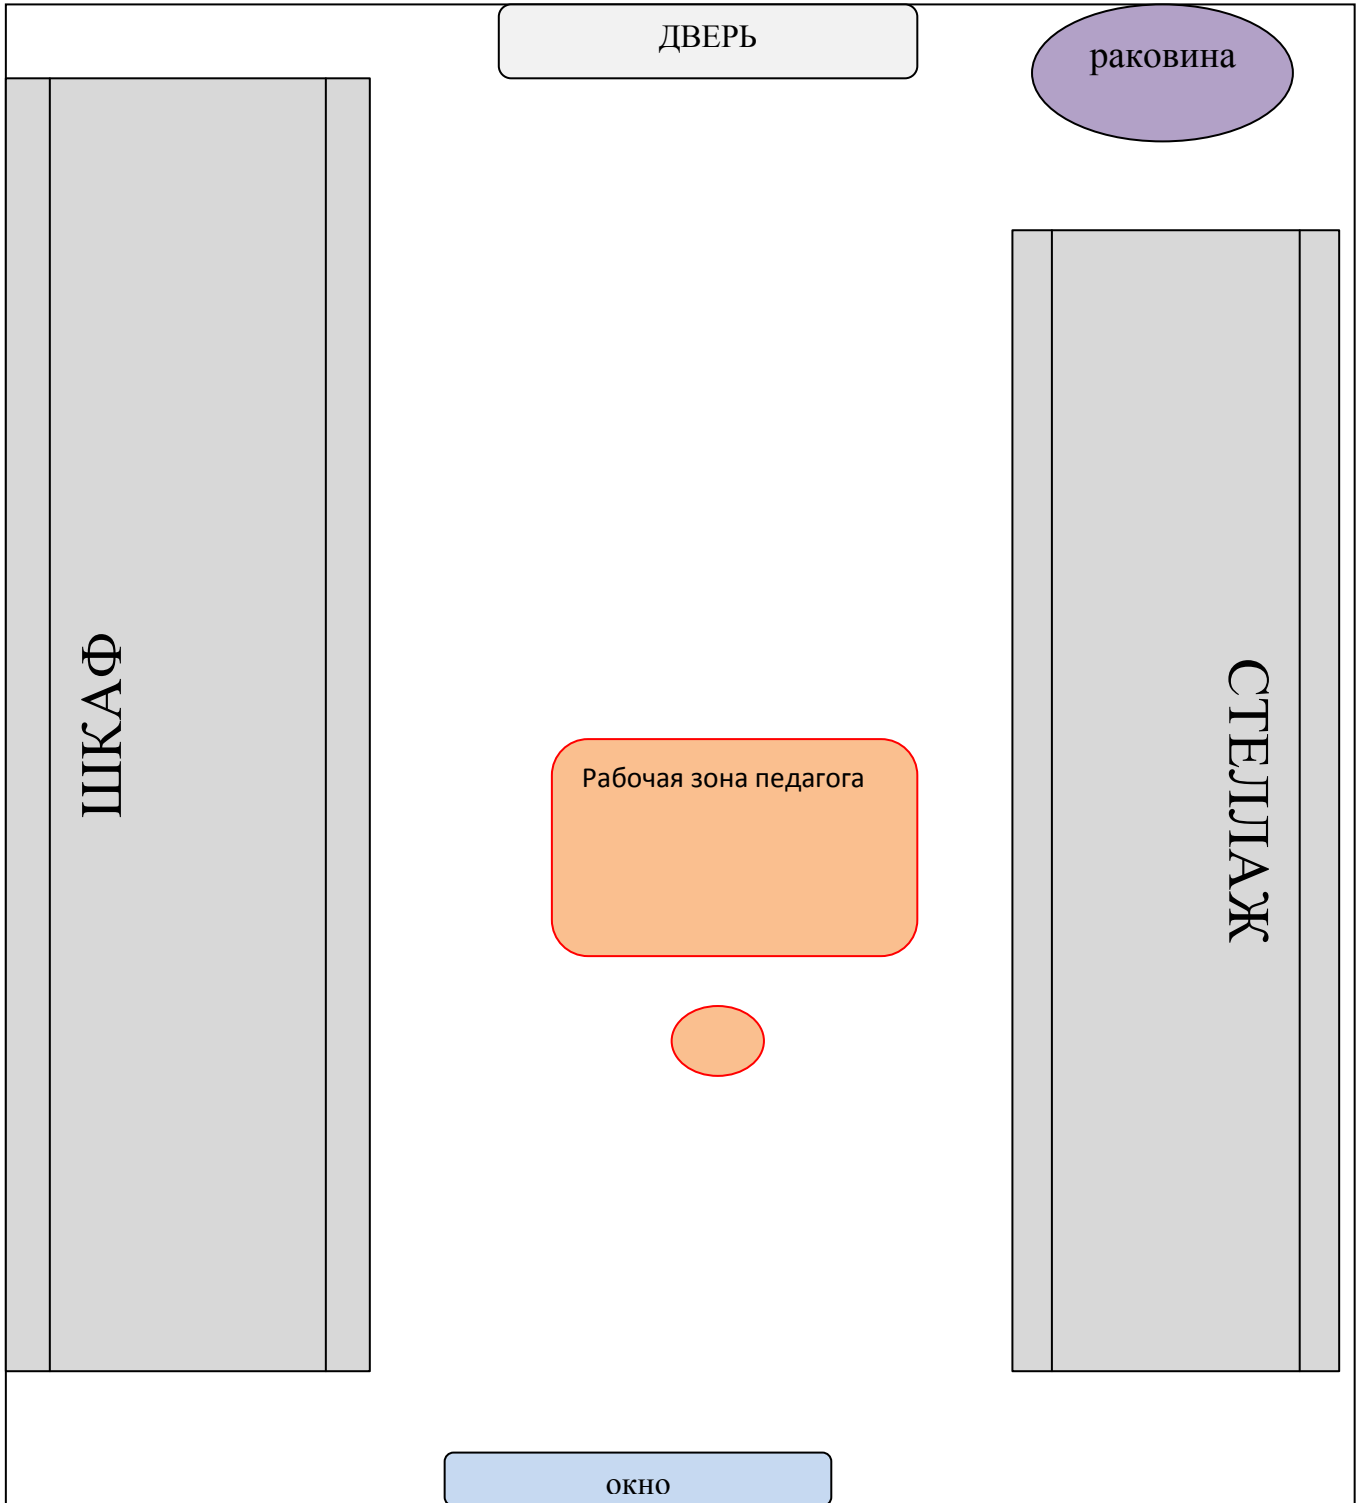 ДВЕРЬ
раковина
ШКАФ
СТЕЛЛАЖ
Рабочая зона педагога
окно